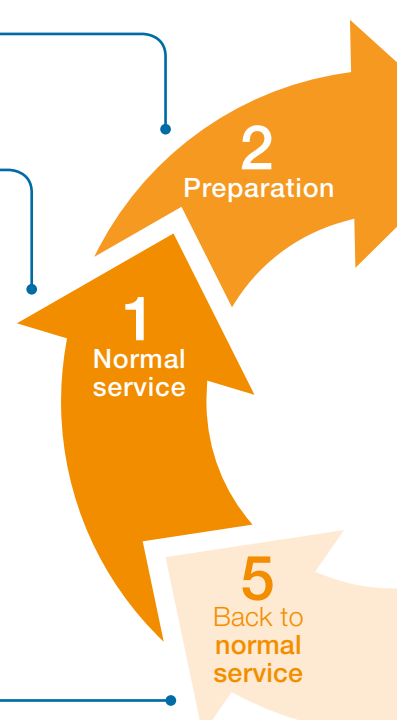 2
Preparation
1
Normal
service
5
Back to
normal
service